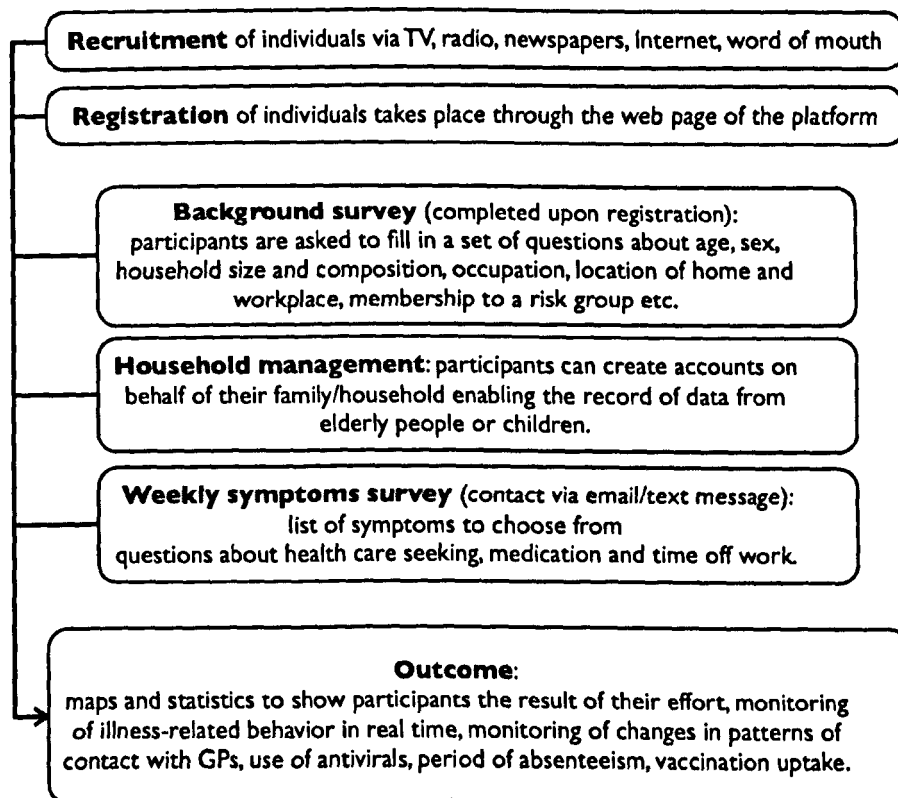 Recruitment of individuals via TV, radio, newspapers, Internet, word of mouth
Registration of individuals takes place through the web page of the platform
Background survey (completed upon registration):
participants are asked to fill in a set of questions about age, sex,
household size and composition, occupation, location of home and
workplace, membership to a risk group etc.
Household management: participants can create accounts on
behalf of their family/household enabling the record of data from
elderly people or children.
Weekly symptoms survey (contact via email/text message):
list of symptoms to choose from
questions about health care seeking, medication and time off work.
Outcome:
maps and statistics to show participants the result of their effort, monitoring
of illness-related behavior in real time, monitoring of changes in patterns of
contact with GPs, use of antivirals, period of absenteeism, vaccination uptake.